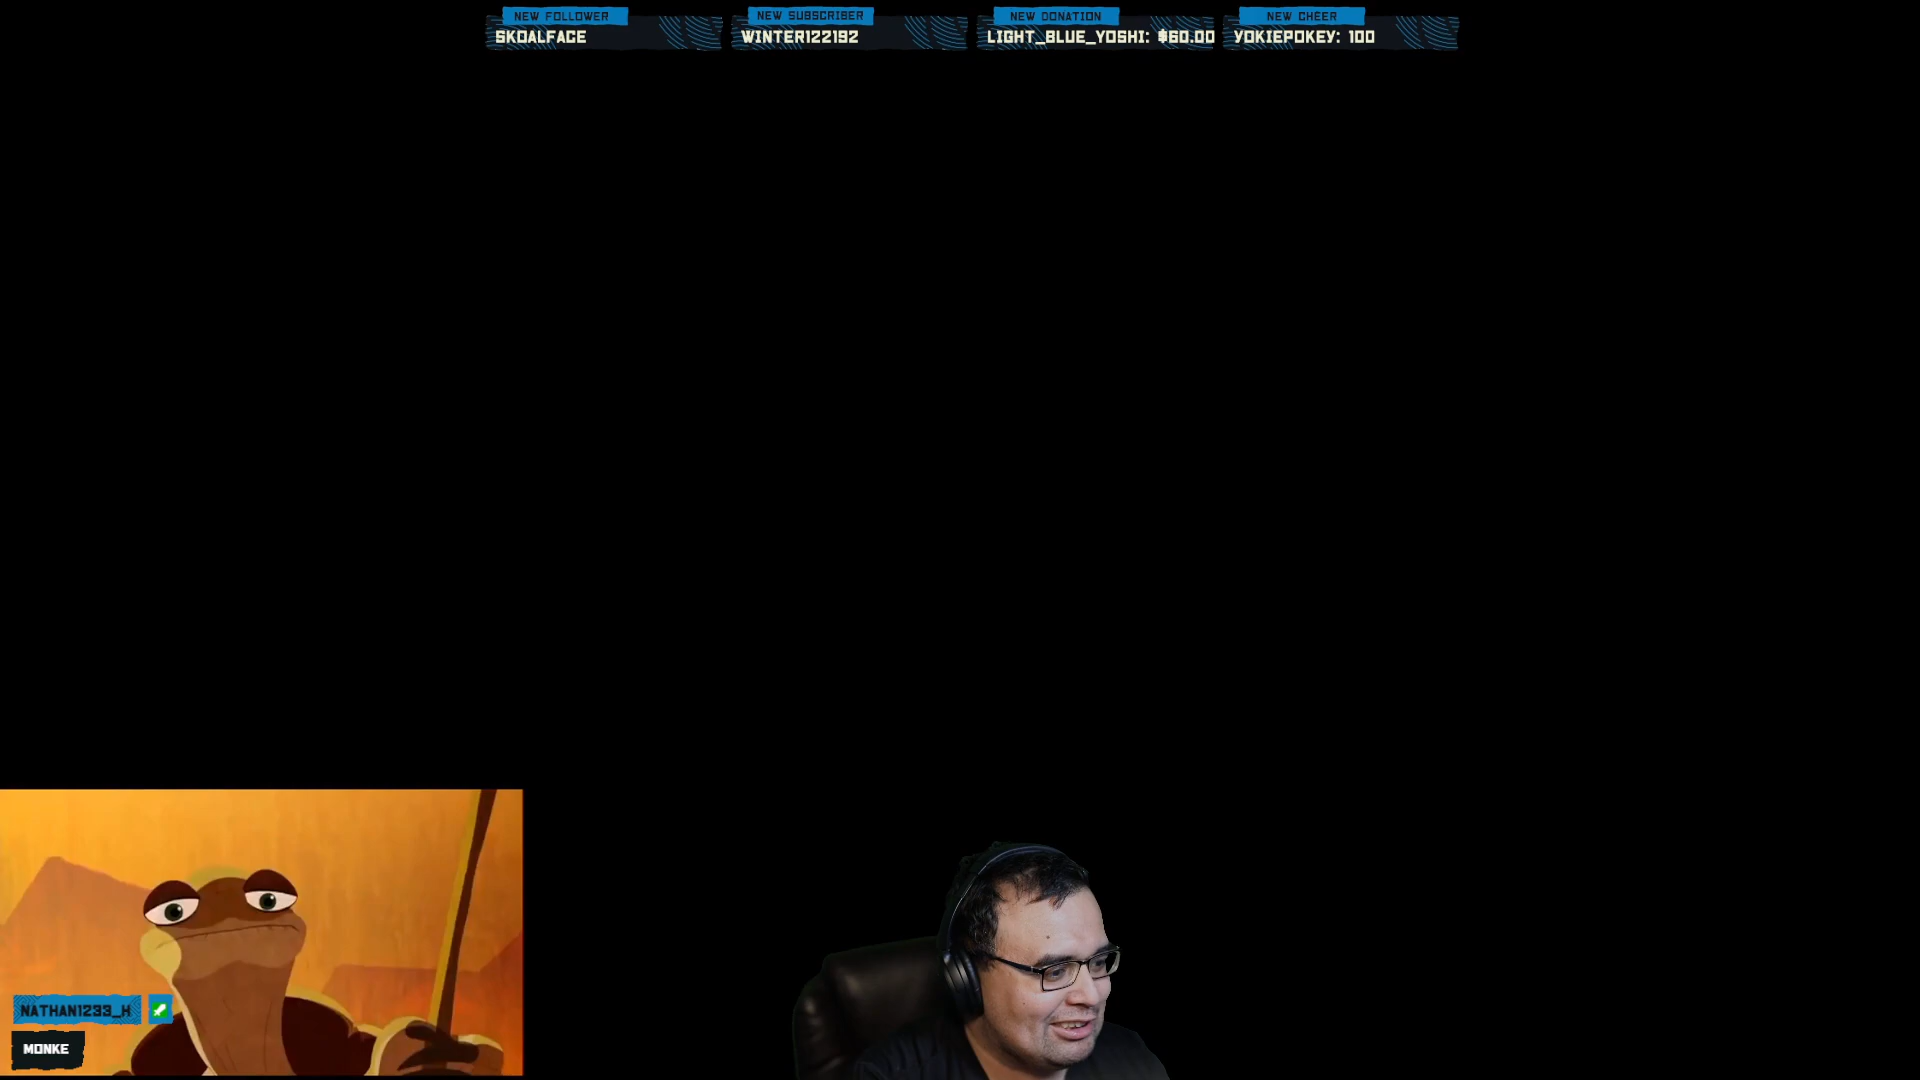 NEW FOLLOWER
SKOALFACE
NEW SUBSCRIBER
WINTER122192
NEW DONATION
LIGHT_BLUE_YOSHI: $60.00
NEW CHEER
YOKIEPOKEY: 100
NATHAN1233_H
MONKE